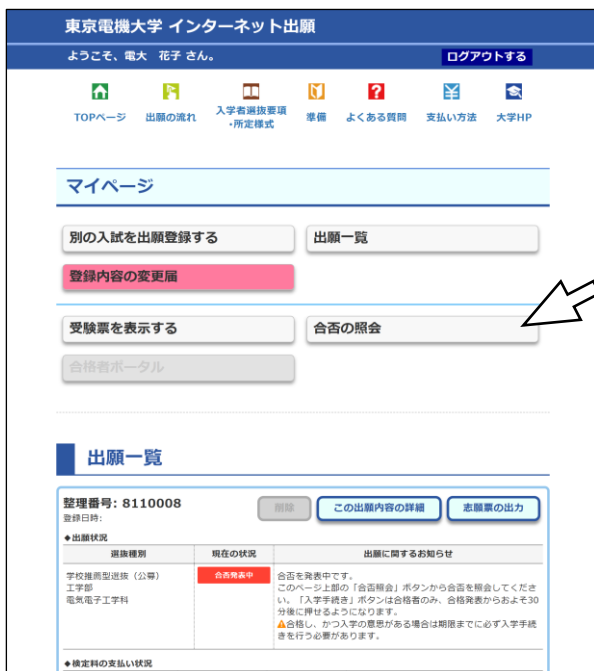 東京電機大学 インターネット出願
ようこそ、電大 花子 さん。
ログアウトする
TOPページ
出願の流れ
入学者選抜要項
・所定様式
準備
よくある質問
支払い方法
大学HP
マイページ
別の入試を出願登録する
出願一覧
登録内容の変更届
受験票を表示する
合否の照会
合格者ポータル
出願一覧
整理番号: 8110008
登録日時:
削除
この出願内容の詳細
志願票の出力
◆出願状況
選抜種別 現在の状況 出願に関するお知らせ
学校推薦型選抜（公募）
工学部
電気電子工学科
合否発表中
合否を発表中です。
このページ上部の「合否照会」ボタンから合否を照会してくださ
い。「入学手続き」ボタンは合格者のみ、合格発表からおよそ30
分後に押せるようになります。
⚠合格し、かつ入学の意思がある場合は期限までに必ず入学手続
きを行う必要があります。
◆検定料の支払い状況